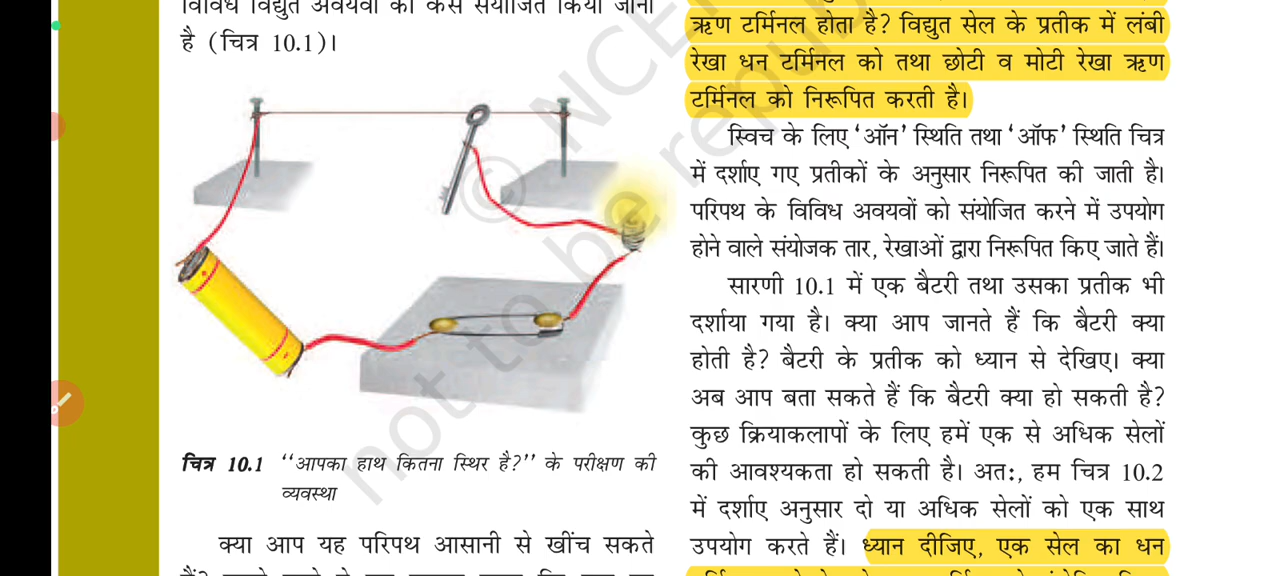 है (चित्र 10.1)।
चित्र 10.1 ‘‘आपका हाथ कितना स्थिर है?’’ के परीक्षण की
व्यवस्था
क्या आप यह परिपथ आसानी से खींच सकते
ऋण टर्मिनल होता है? विद्युत सेल के प्रतीक में लंबी
रेखा धन टर्मिनल को तथा छोटी व मोटी रेखा ऋण
टर्मिनल को निरूपित करती है।
स्विच के लिए ‘ऑन’ स्थिति तथा ‘ऑफ’ स्थिति चित्र
में दर्शाए गए प्रतीकों के अनुसार निरूपित की जाती है।
परिपथ के विविध अवयवों को संयोजित करने में उपयोग
होने वाले संयोजक तार, रेखाओं द्वारा निरूपित किए जाते हैं।
सारणी 10.1 में एक बैटरी तथा उसका प्रतीक भी
दर्शाया गया है। क्या आप जानते हैं कि बैटरी क्या
होती है? बैटरी के प्रतीक को ध्यान से देखिए। क्या
अब आप बता सकते हैं कि बैटरी क्या हो सकती है?
कुछ क्रियाकलापों के लिए हमें एक से अधिक सेलों
की आवश्यकता हो सकती है। अत:, हम चित्र 10.2
में दर्शाए अनुसार दो या अधिक सेलों को एक साथ
उपयोग करते हैं। ध्यान दीजिए, एक सेल का धन
© NCE
not to be repub